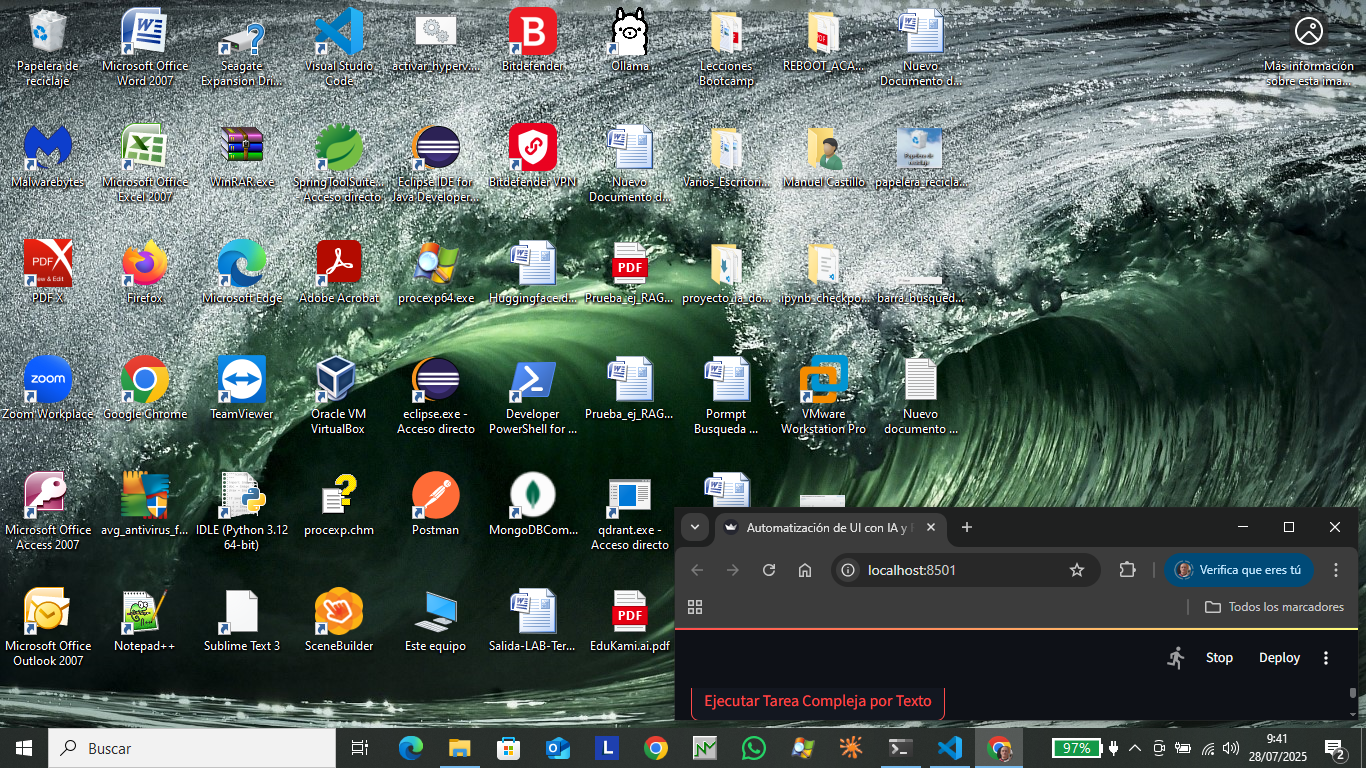 Papelera de
reciclaje
Microsoft Office
Word 2007
Seagate
Expansion Dri...
Visual Studio
Code
activar_hyperv...
Bitdefender
Ollama
Lecciones
Bootcamp
REBOOT_ACA...
Nuevo
Documento d...
Más información
sobre esta ima...
Malwarebytes
Microsoft Office
Excel 2007
WinRAR.exe
SpringToolSuite...
Acceso directo
Eclipse IDE for
Java Developer...
Bitdefender VPN
Nuevo
Documento d...
Varios_Escriton...
Manuel Castillo
papelera_recicla...
PDF X
Firefox
Microsoft Edge
Adobe Acrobat
procexp64.exe
Huggingface.d...
PDF
Prueba_ej_RAG...
proyecto_ia_do...
ipynb_checkpo...
barra_busqued...
zoom
Zoom Workplace
Google Chrome
TeamViewer
Oracle VM
VirtualBox
eclipse.exe -
Acceso directo
Developer
PowerShell for ...
Prueba_ej_RAG...
Pormpt
Busqueda ...
VMware
Workstation Pro
Nuevo
documento ...
Microsoft Office
Access 2007
avg_antivirus_f...
IDLE (Python 3.12
64-bit)
procexp.chm
Postman
MongoDBCom...
qdrant.exe -
Acceso directo
Microsoft Office
Outlook 2007
Notepad++
Sublime Text 3
SceneBuilder
Este equipo
Salida-LAB-Ter...
PDF
EduKami.ai.pdf
Automatización de UI con IA y
localhost:8501
Verifica que eres tú
Todos los marcadores
Stop
Deploy
Ejecutar Tarea Compleja por Texto
Buscar
97%
9:41
28/07/2025
2